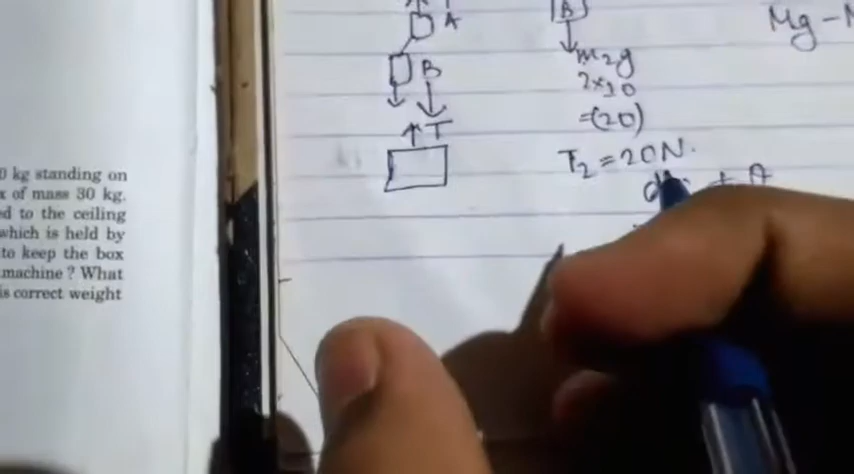 0 kg standing on
x of mass 30 kg.
ed to the ceiling
which is held by
to keep the box
machine ? What
is correct weight
A
B
T
B
m₂g
2×10
=(20)
T₂ = 20N.
Mg -